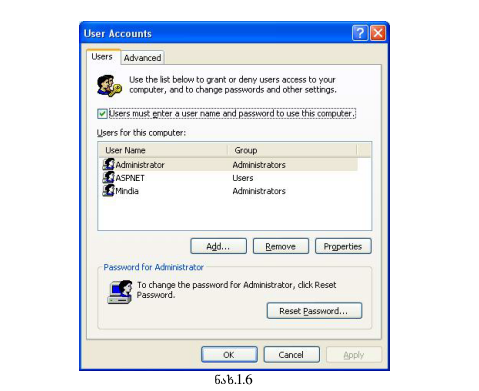 User Accounts
Users Advanced
Use the list below to grant or deny users access to your
computer, and to change passwords and other settings.
Users must enter a user name and password to use this computer.
Users for this computer:
User Name Group
Administrator Administrators
ASPNET Users
Mindia Administrators
Add... Remove Properties
Password for Administrator
To change the password for Administrator, click Reset
Password.
Reset Password...
OK Cancel Apply
ნახ.1.6